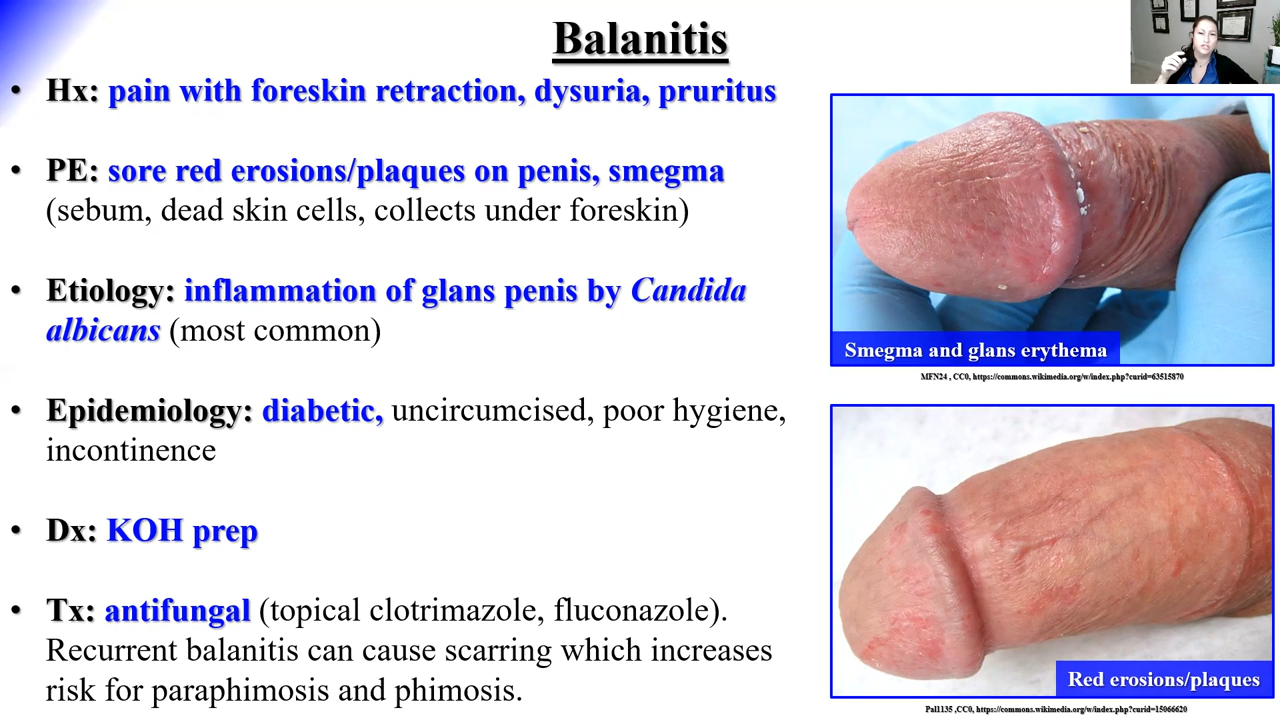 Balanitis
• Hx: pain with foreskin retraction, dysuria, pruritus
• PE: sore red erosions/plaques on penis, smegma
(sebum, dead skin cells, collects under foreskin)
• Etiology: inflammation of glans penis by Candida
albicans (most common)
• Epidemiology: diabetic, uncircumcised, poor hygiene,
incontinence
• Dx: KOH prep
• Tx: antifungal (topical clotrimazole, fluconazole).
Recurrent balanitis can cause scarring which increases
risk for paraphimosis and phimosis.
Smegma and glans erythema
MFN24 , CC0, https://commons.wikimedia.org/w/index.php?curid=63515870
Red erosions/plaques
Pal1135 ,CC0, https://commons.wikimedia.org/w/index.php?curid=15066620